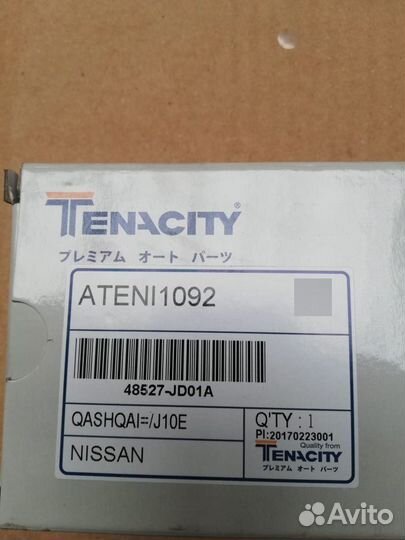 TENACITY®
プレミアム オート パーツ
ATENI1092
48527-JD01A
QASHQAI=/J10E
Q'TY : 1
PI:20170223001
NISSAN
Quality from
TENACITY
プレミアム オート パーツ
Avito